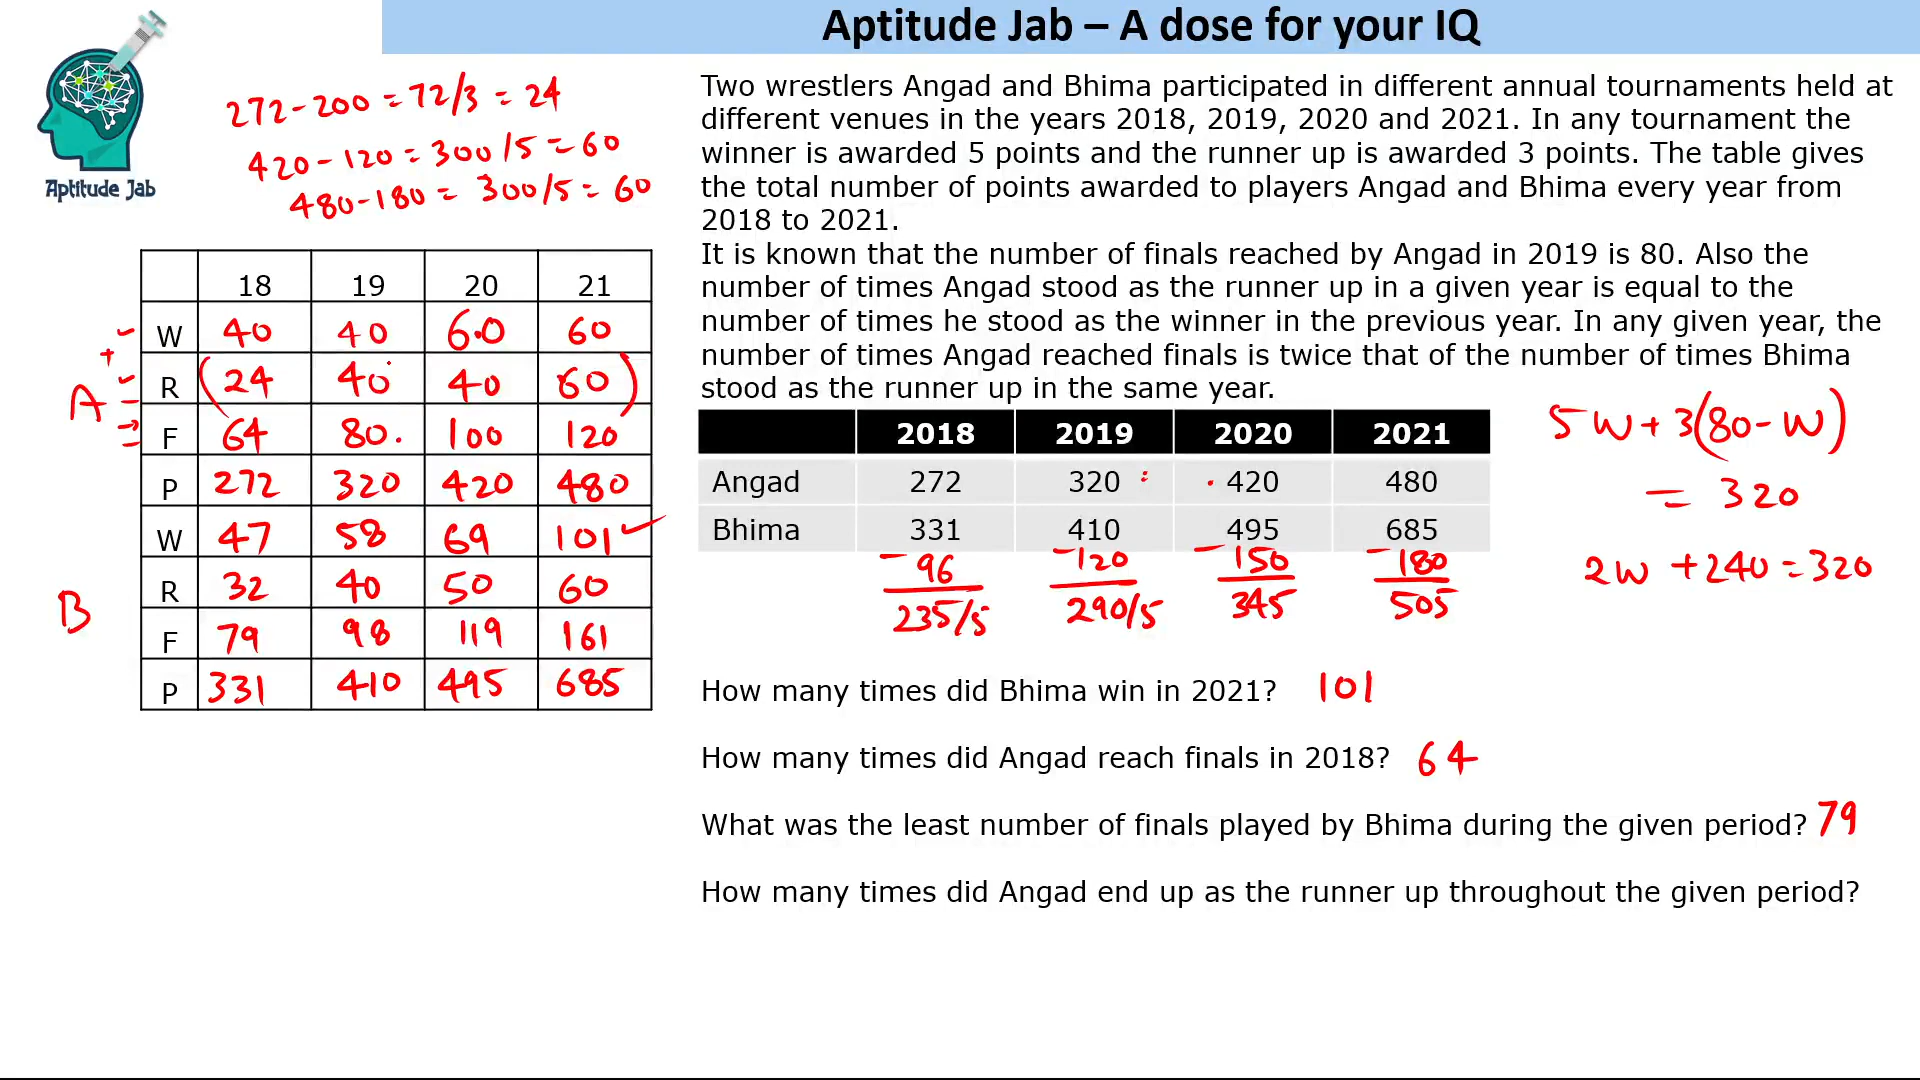 Aptitude Jab – A dose for your IQ
Aptitude Jab
272-200 = 72/3 = 24
420-120 = 300/5 = 60
480-180 = 300/5 = 60
Two wrestlers Angad and Bhima participated in different annual tournaments held at
different venues in the years 2018, 2019, 2020 and 2021. In any tournament the
winner is awarded 5 points and the runner up is awarded 3 points. The table gives
the total number of points awarded to players Angad and Bhima every year from
2018 to 2021.
It is known that the number of finals reached by Angad in 2019 is 80. Also the
number of times Angad stood as the runner up in a given year is equal to the
number of times he stood as the winner in the previous year. In any given year, the
number of times Angad reached finals is twice that of the number of times Bhima
stood as the runner up in the same year.
18 19 20 21
W 40 40 60 60
A + R (24 40 40 60)
F 64 80. 100 120
P 272 320 420 480
W 47 58 69 101
B R 32 40 50 60
F 79 98 119 161
P 331 410 495 685
2018 2019 2020 2021
Angad 272 320 420 480
Bhima 331 410 495 685
-96 -120 -150 -180
235/5 290/5 345 505
5W+3(80-W)
= 320
2W +240=320
How many times did Bhima win in 2021? 101
How many times did Angad reach finals in 2018? 64
What was the least number of finals played by Bhima during the given period? 79
How many times did Angad end up as the runner up throughout the given period?